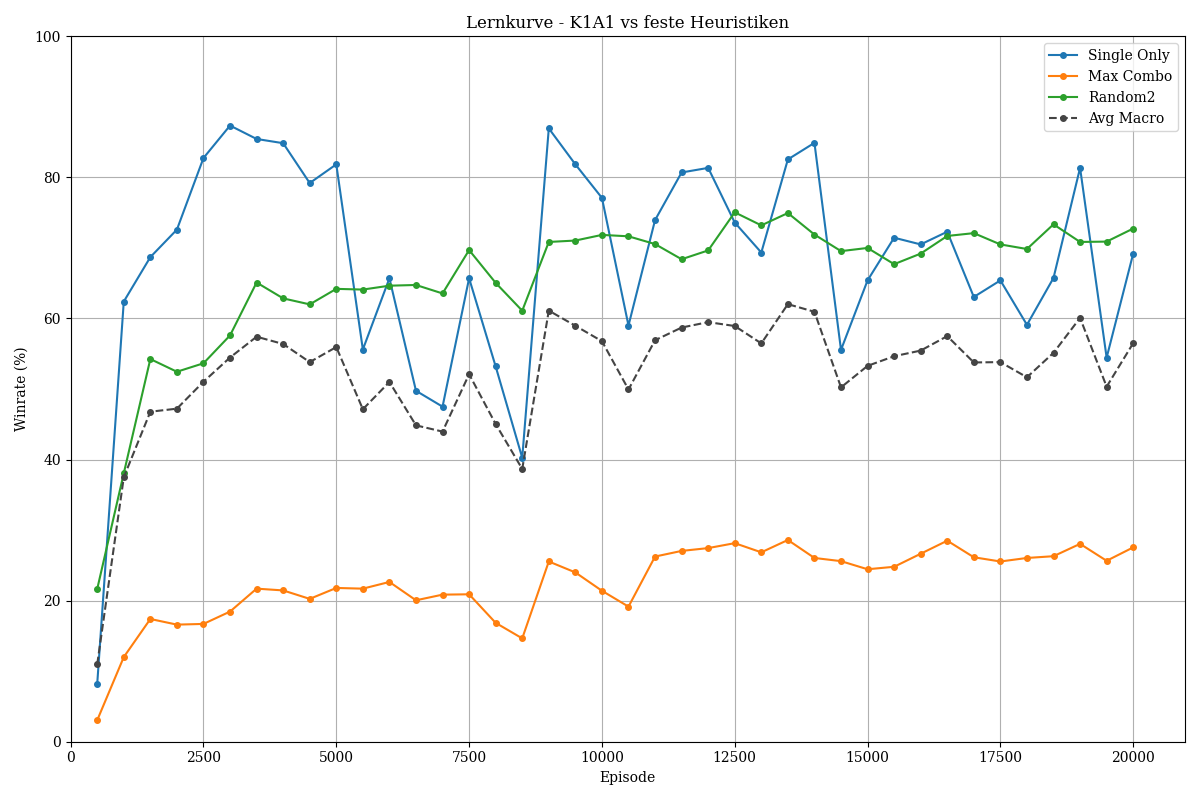 Lernkurve - K1A1 vs feste Heuristiken
100
80
60
40
20
0
Winrate (%)
Single Only
Max Combo
Random2
Avg Macro
0 2500 5000 7500 10000 12500 15000 17500 20000
Episode